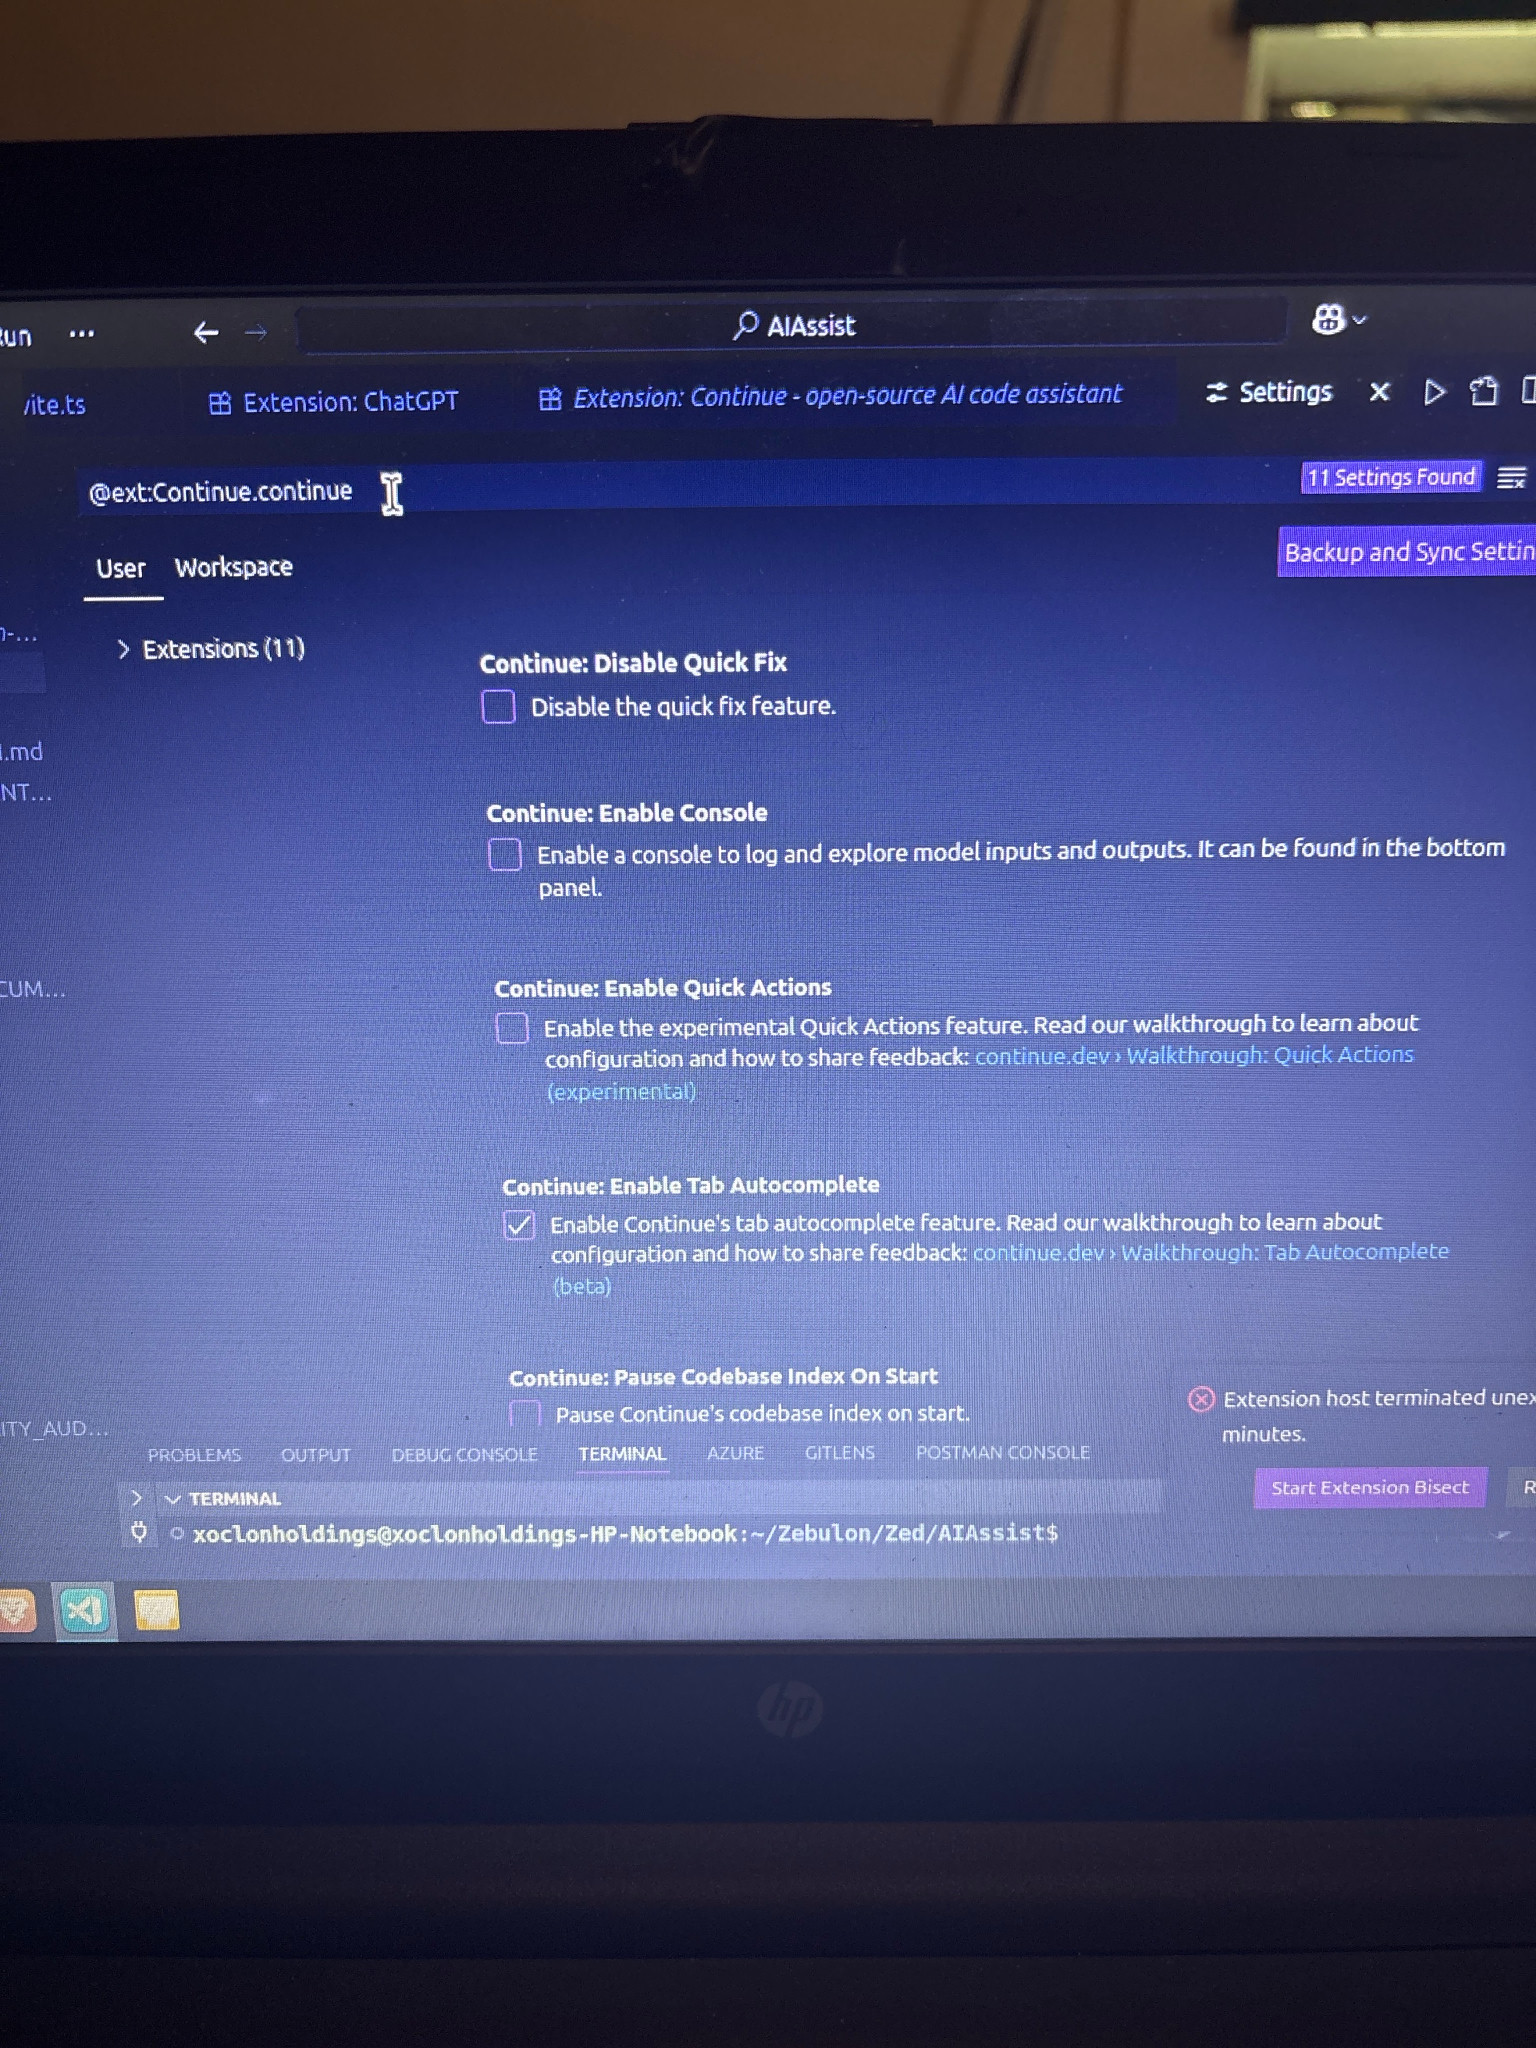 ···
AIAssist
Extension: ChatGPT
Extension: Continue - open-source AI code assistant
Settings
@ext:Continue.continue
11 Settings Found
User
Workspace
Backup and Sync
Extensions (11)
Continue: Disable Quick Fix
Disable the quick fix feature.
.md
Continue: Enable Console
Enable a console to log and explore model inputs and outputs. It can be found in the bottom
panel.
NT...
CUM...
Continue: Enable Quick Actions
Enable the experimental Quick Actions feature. Read our walkthrough to learn about
configuration and how to share feedback: continue.dev › Walkthrough: Quick Actions
(experimental)
Continue: Enable Tab Autocomplete
Enable Continue's tab autocomplete feature. Read our walkthrough to learn about
configuration and how to share feedback: continue.dev › Walkthrough: Tab Autocomplete
(beta)
Continue: Pause Codebase Index On Start
Pause Continue's codebase index on start.
ITY_AUD...
Extension host terminated
minutes.
PROBLEMS
OUTPUT
DEBUG CONSOLE
TERMINAL
AZURE
GITLENS
POSTMAN CONSOLE
Start Extension Bisect
TERMINAL
xoclonholdings@xoclonholdings-HP-Notebook:~/Zebulon/Zed/AIAssist$
hp